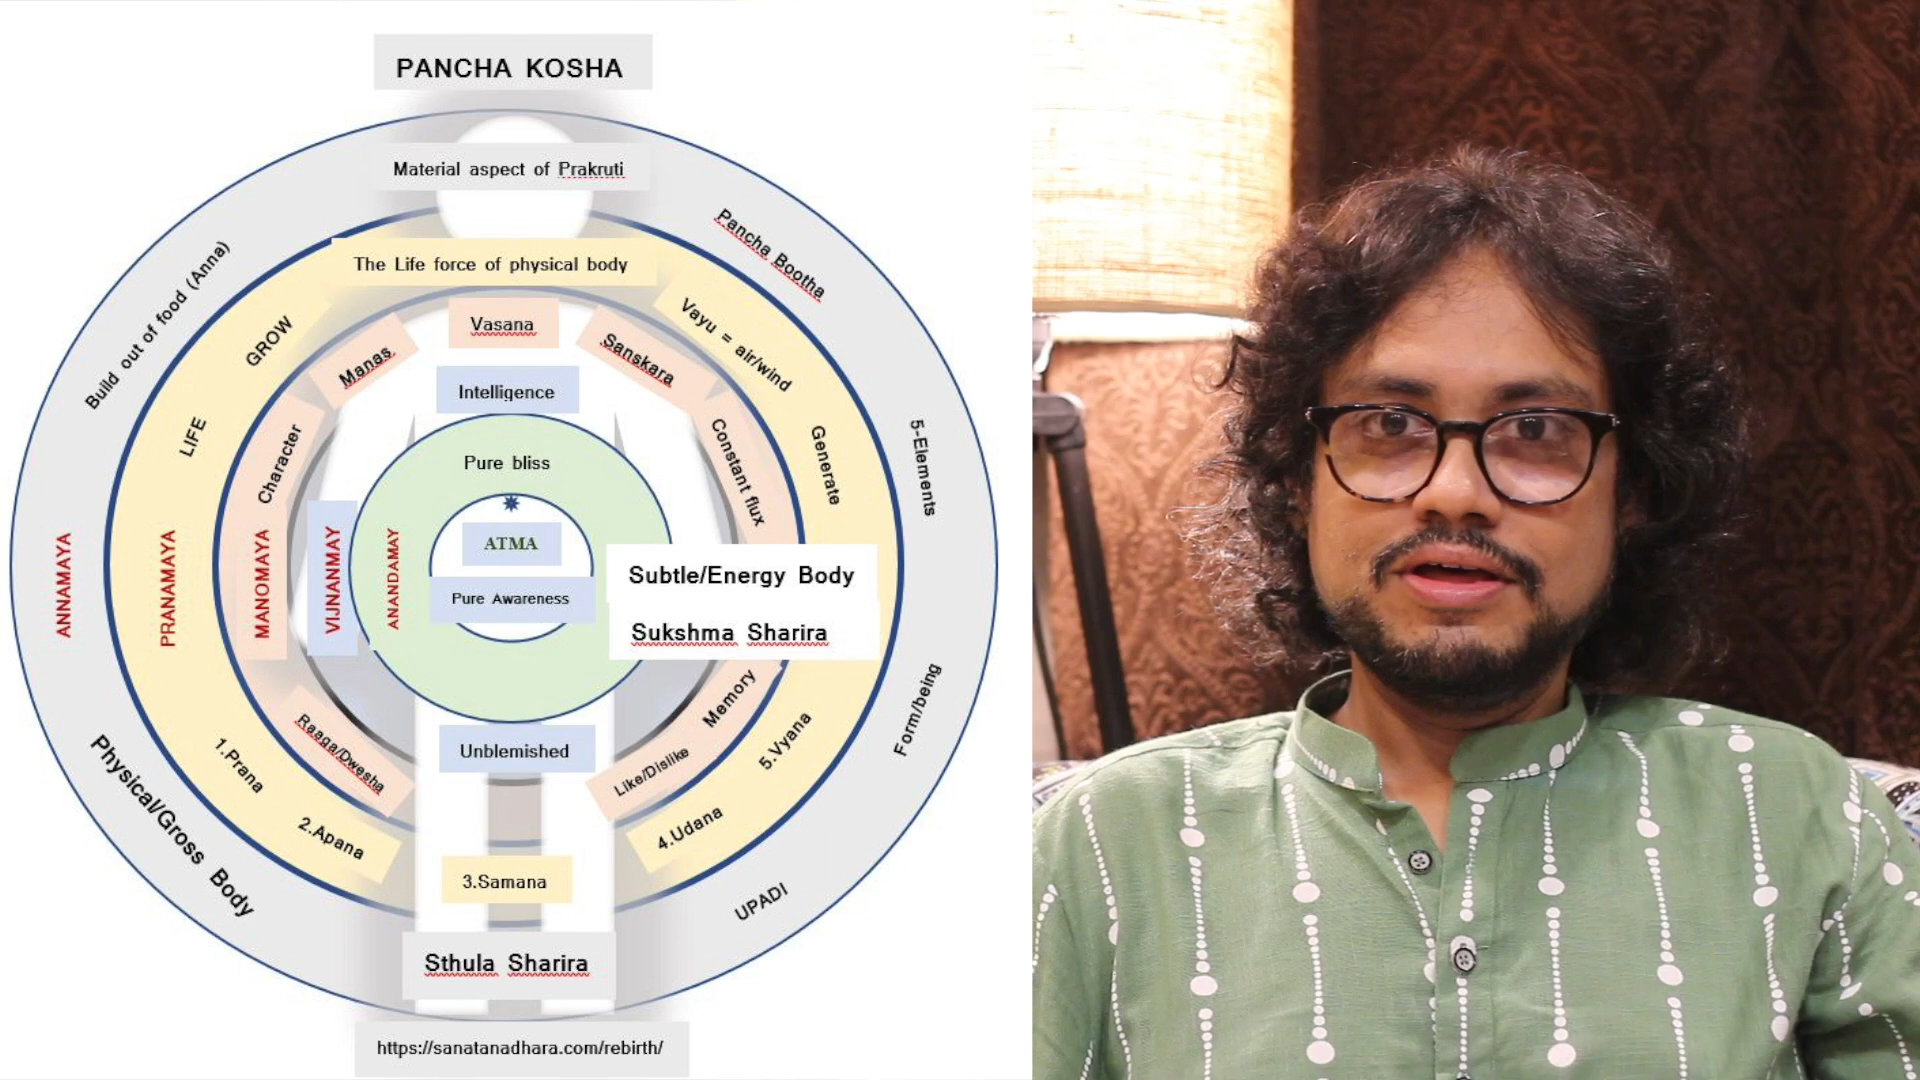 PANCHA KOSHA
Material aspect of Prakruti
Pancha Bootha
Build out of food (Anna)
The Life force of physical body
GROW
Vayu = air/wind
Vasana
Manas
Sanskara
Intelligence
LIFE
Character
Constant flux
Generate
5-Elements
Pure bliss
ATMA
Pure Awareness
ANNAMAYA
PRANAMAYA
MANOMAYA
VIJNANMAY
ANANDAMAY
Subtle/Energy Body
Sukshma Sharira
Memory
Form/being
Raaga/Dwesha
Unblemished
Like/Dislike
1.Prana
2.Apana
3.Samana
4.Udana
5.Vyana
Physical/Gross Body
UPADI
Sthula Sharira
https://sanatanadhara.com/rebirth/